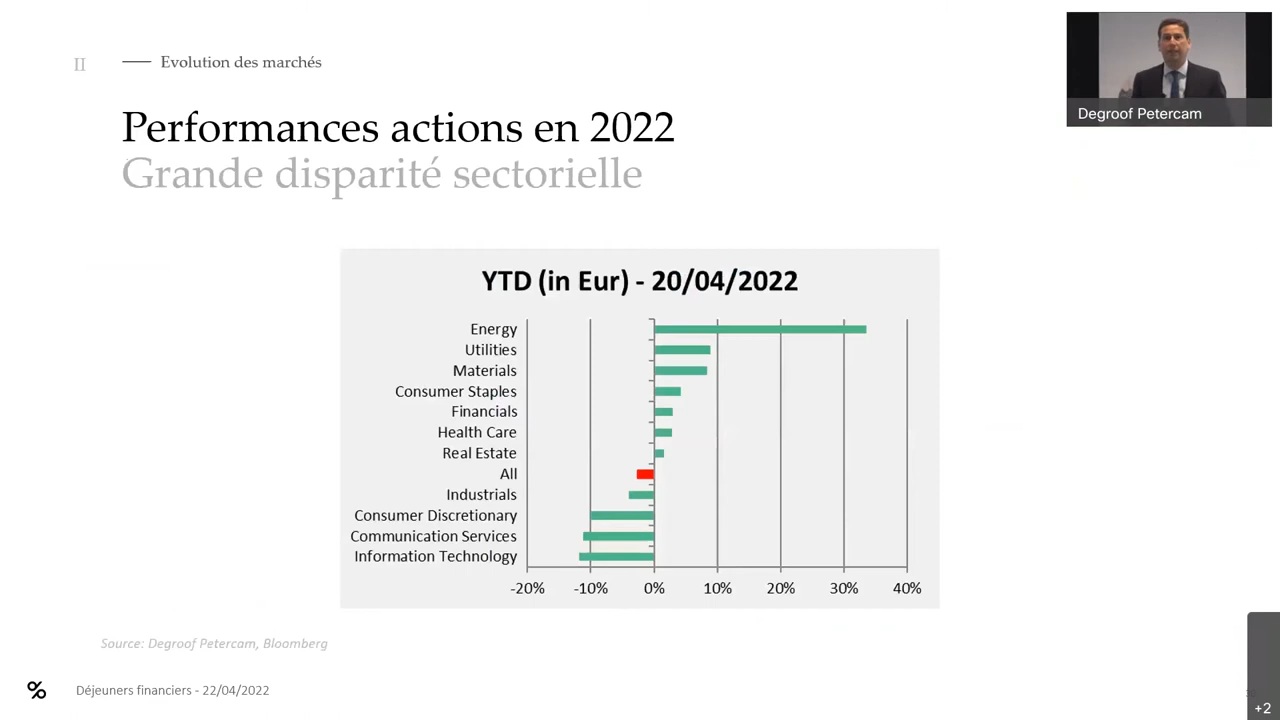 II
Evolution des marchés
Performances actions en 2022
Grande disparité sectorielle
Degroof Petercam
YTD (in Eur) - 20/04/2022
Energy
Utilities
Materials
Consumer Staples
Financials
Health Care
Real Estate
All
Industrials
Consumer Discretionary
Communication Services
Information Technology
-20% -10% 0% 10% 20% 30% 40%
Source: Degroof Petercam, Bloomberg
Déjeuners financiers - 22/04/2022
+2